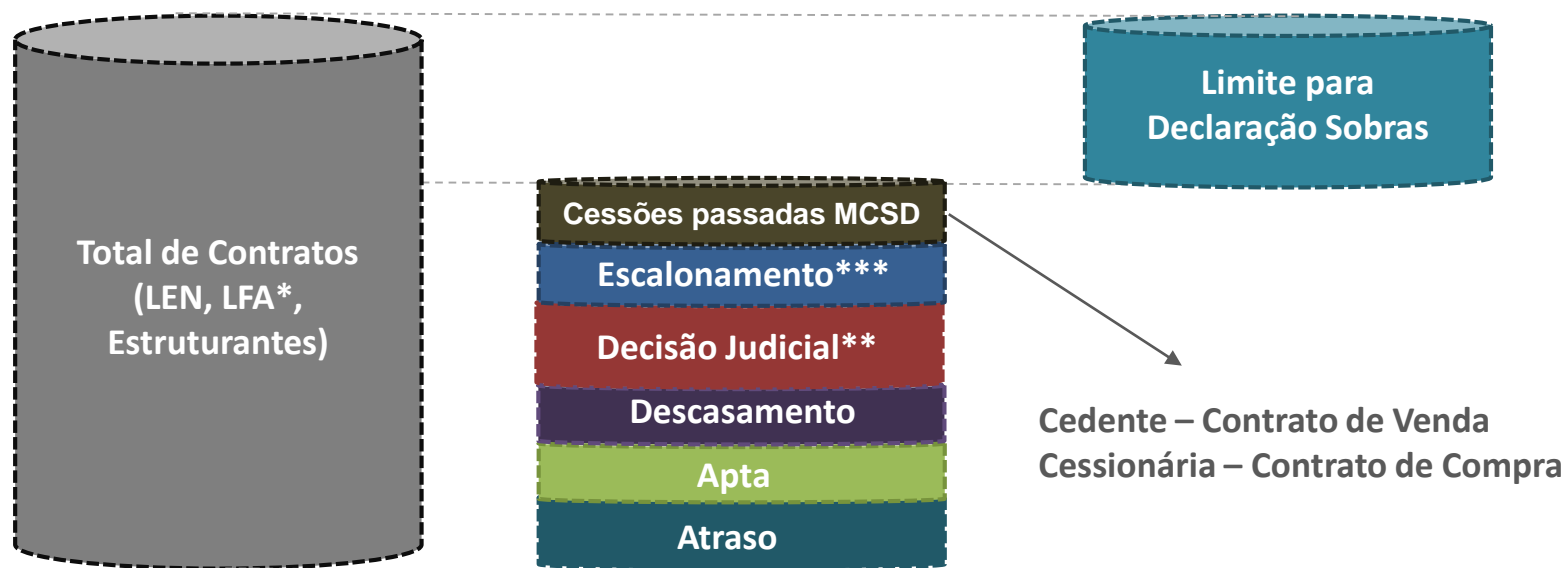 Total de Contratos
(LEN, LFA*,
Estruturantes)
Limite para
Declaração Sobras
Cessões passadas MCSD
Escalonamento***
Decisão Judicial**
Descasamento
Apta
Atraso
Cedente – Contrato de Venda
Cessionária – Contrato de Compra